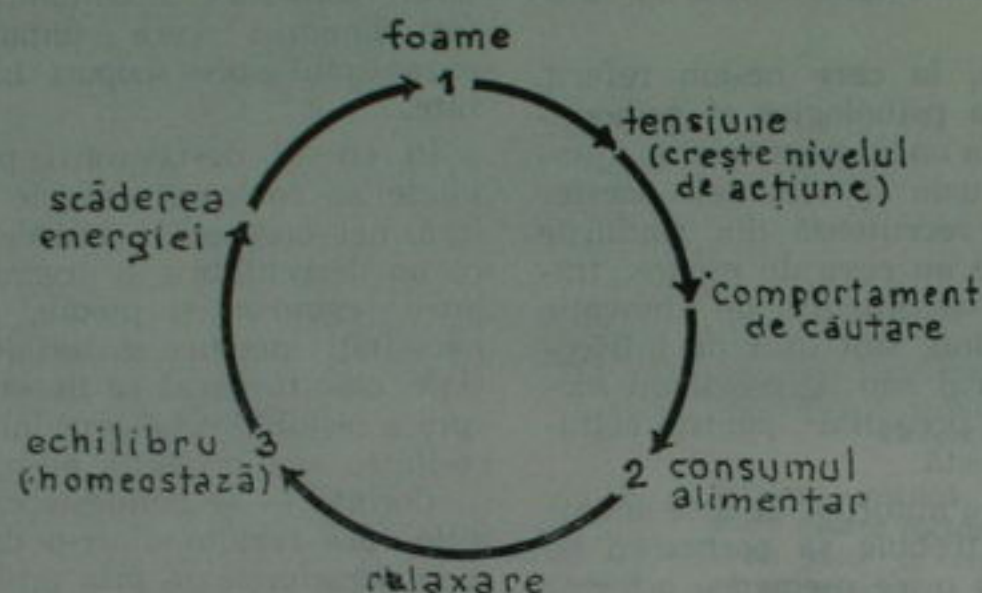 foame
1
tensiune
(crește nivelul
de acțiune)
comportament
de căutare
2 consumul
alimentar
relaxare
echilibru 3
(homeostază)
scăderea
energiei